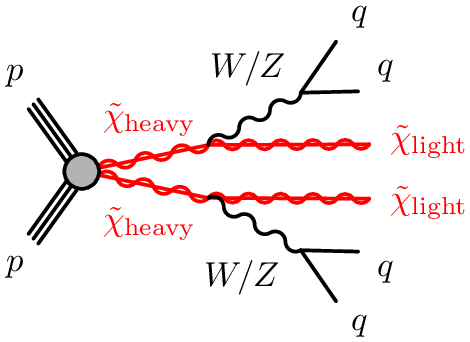 q
p
W/Z
q
χ̃heavy
χ̃light
χ̃light
χ̃heavy
p
W/Z
q
q